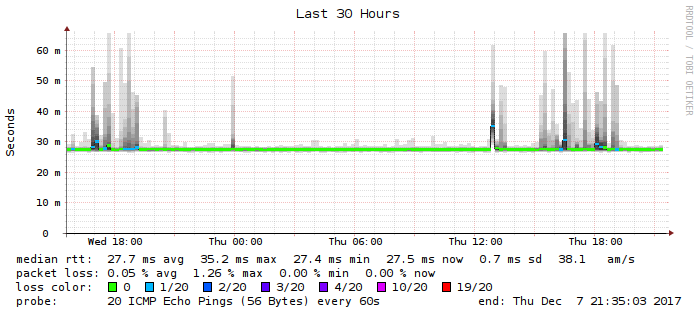 Last 30 Hours
RRDTOOL / TOBI OETIKER
Seconds
60 m
50 m
40 m
30 m
20 m
10 m
0
Wed 18:00 Thu 00:00 Thu 06:00 Thu 12:00 Thu 18:00
median rtt: 27.7 ms avg 35.2 ms max 27.4 ms min 27.5 ms now 0.7 ms sd 38.1 am/s
packet loss: 0.05 % avg 1.26 % max 0.00 % min 0.00 % now
loss color: 0 1/20 2/20 3/20 4/20 10/20 19/20
probe: 20 ICMP Echo Pings (56 Bytes) every 60s end: Thu Dec 7 21:35:03 2017